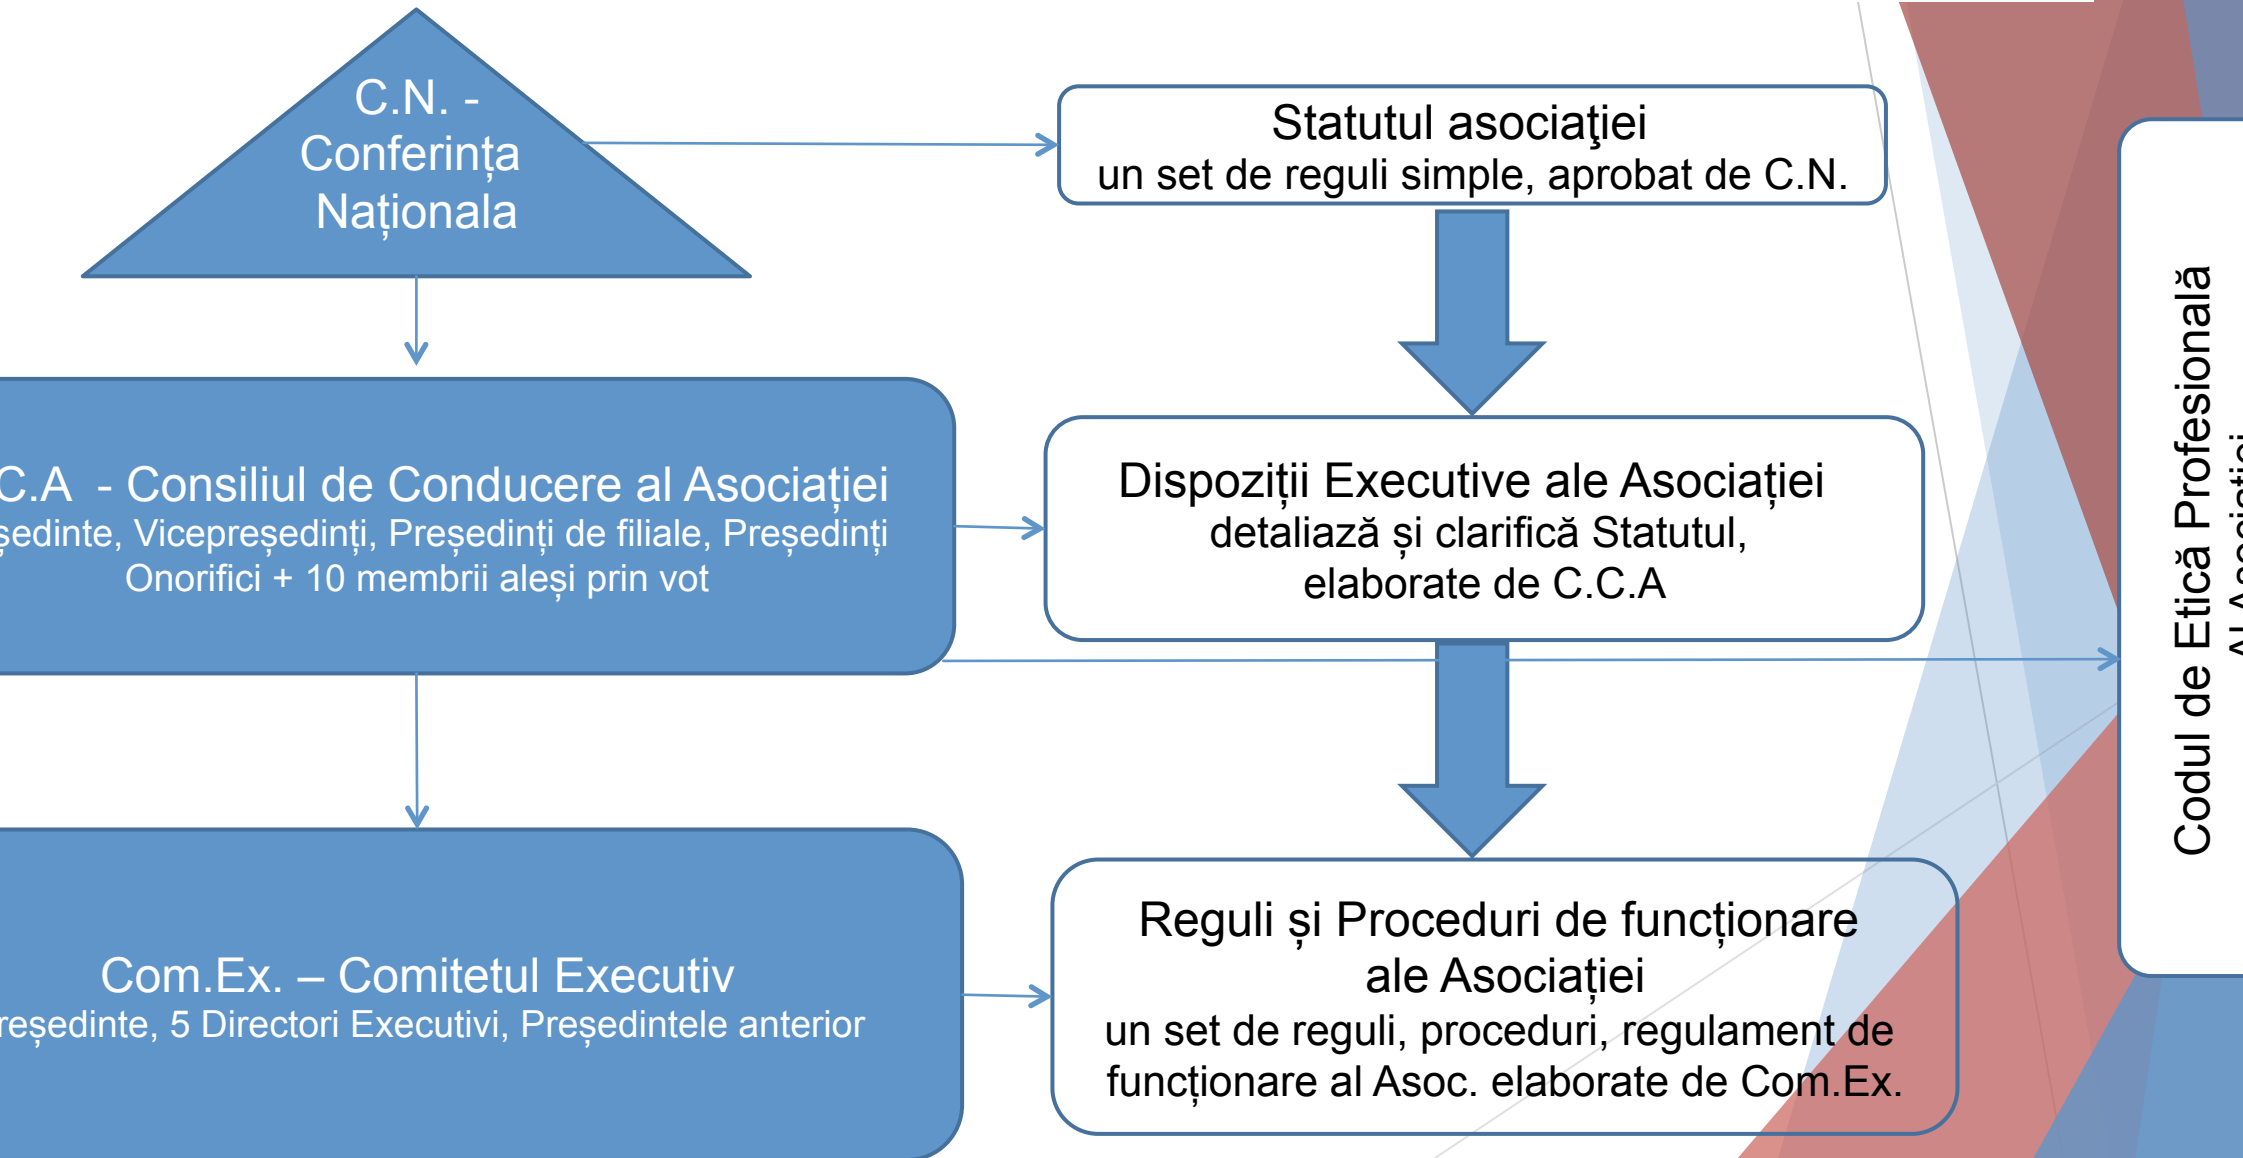 C.N. -
Conferința
Naționala
Statutul asociaţiei
un set de reguli simple, aprobat de C.N.
C.A - Consiliul de Conducere al Asociației
Vicepreședinți, Președinți de filiale, Președinți
Onorifici + 10 membrii aleși prin vot
Dispoziții Executive ale Asociației
detaliază și clarifică Statutul,
elaborate de C.C.A
Com.Ex. – Comitetul Executiv
5 Directori Executivi, Președintele anterior
Reguli și Proceduri de funcționare
ale Asociației
un set de reguli, proceduri, regulament de
funcționare al Asoc. elaborate de Com.Ex.
Codul de Etică Profesională